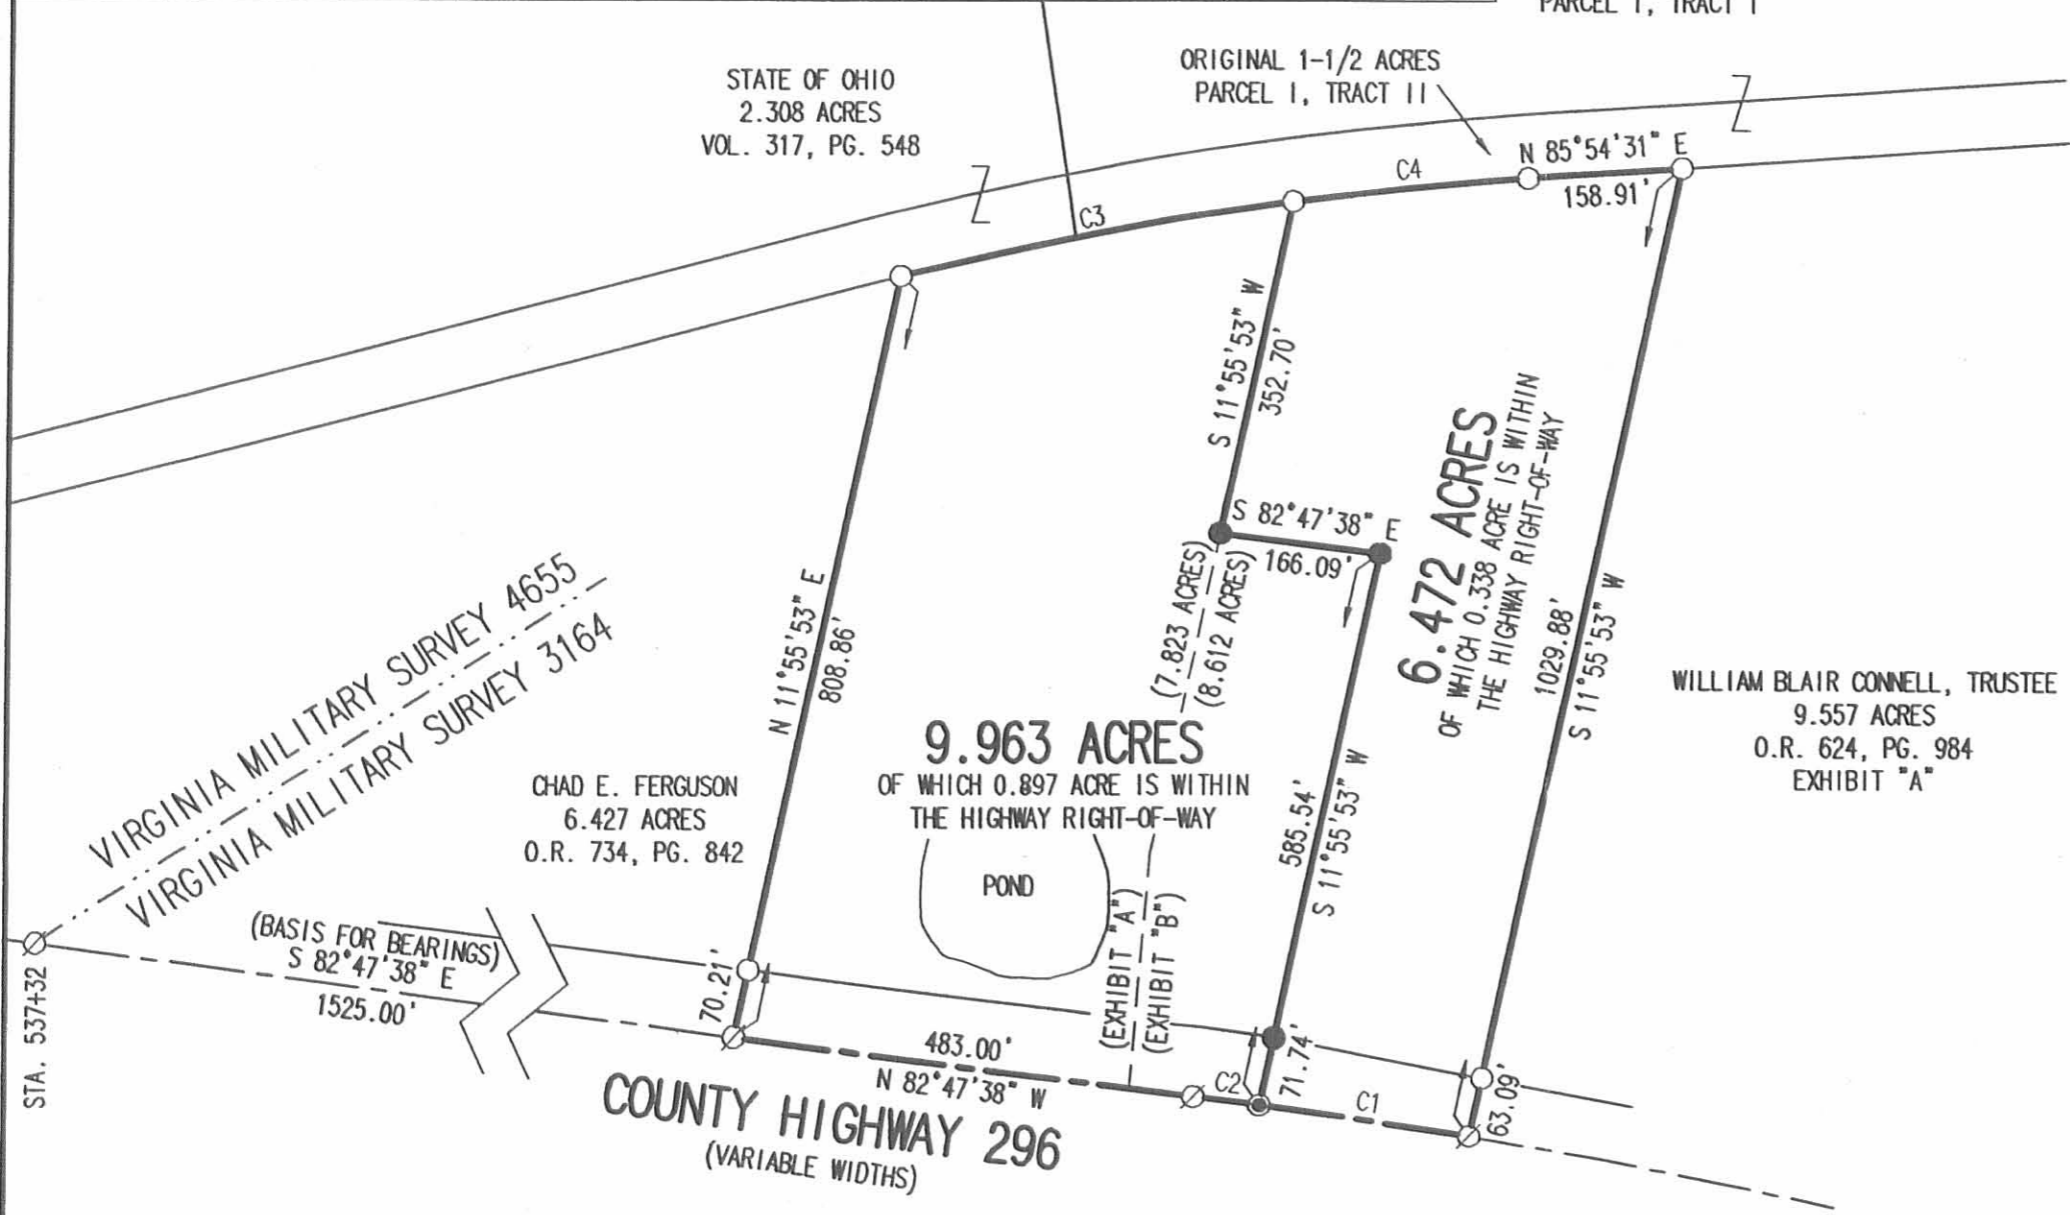 PARCEL I, TRACT I
STATE OF OHIO
2.308 ACRES
VOL. 317, PG. 548
ORIGINAL 1-1/2 ACRES
PARCEL I, TRACT II
N 85°54'31" E
158.91'
C4
C3
S 11°55'53" W
352.70'
S 82°47'38" E
166.09'
(7.823 ACRES)
(8.612 ACRES)
6.472 ACRES
OF WHICH 0.338 ACRE IS WITHIN
THE HIGHWAY RIGHT-OF-WAY
1029.88'
S 11°55'53" W
N 11°55'53" E
808.86'
VIRGINIA MILITARY SURVEY 4655
VIRGINIA MILITARY SURVEY 3164
WILLIAM BLAIR CONNELL, TRUSTEE
9.557 ACRES
O.R. 624, PG. 984
EXHIBIT "A"
9.963 ACRES
OF WHICH 0.897 ACRE IS WITHIN
THE HIGHWAY RIGHT-OF-WAY
CHAD E. FERGUSON
6.427 ACRES
O.R. 734, PG. 842
POND
585.54'
S 11°55'53" W
(EXHIBIT "A")
(EXHIBIT "B")
(BASIS FOR BEARINGS)
S 82°47'38" E
1525.00'
STA. 537+32
70.21'
483.00'
N 82°47'38" W
C2
71.74'
C1
63.09'
COUNTY HIGHWAY 296
(VARIABLE WIDTHS)